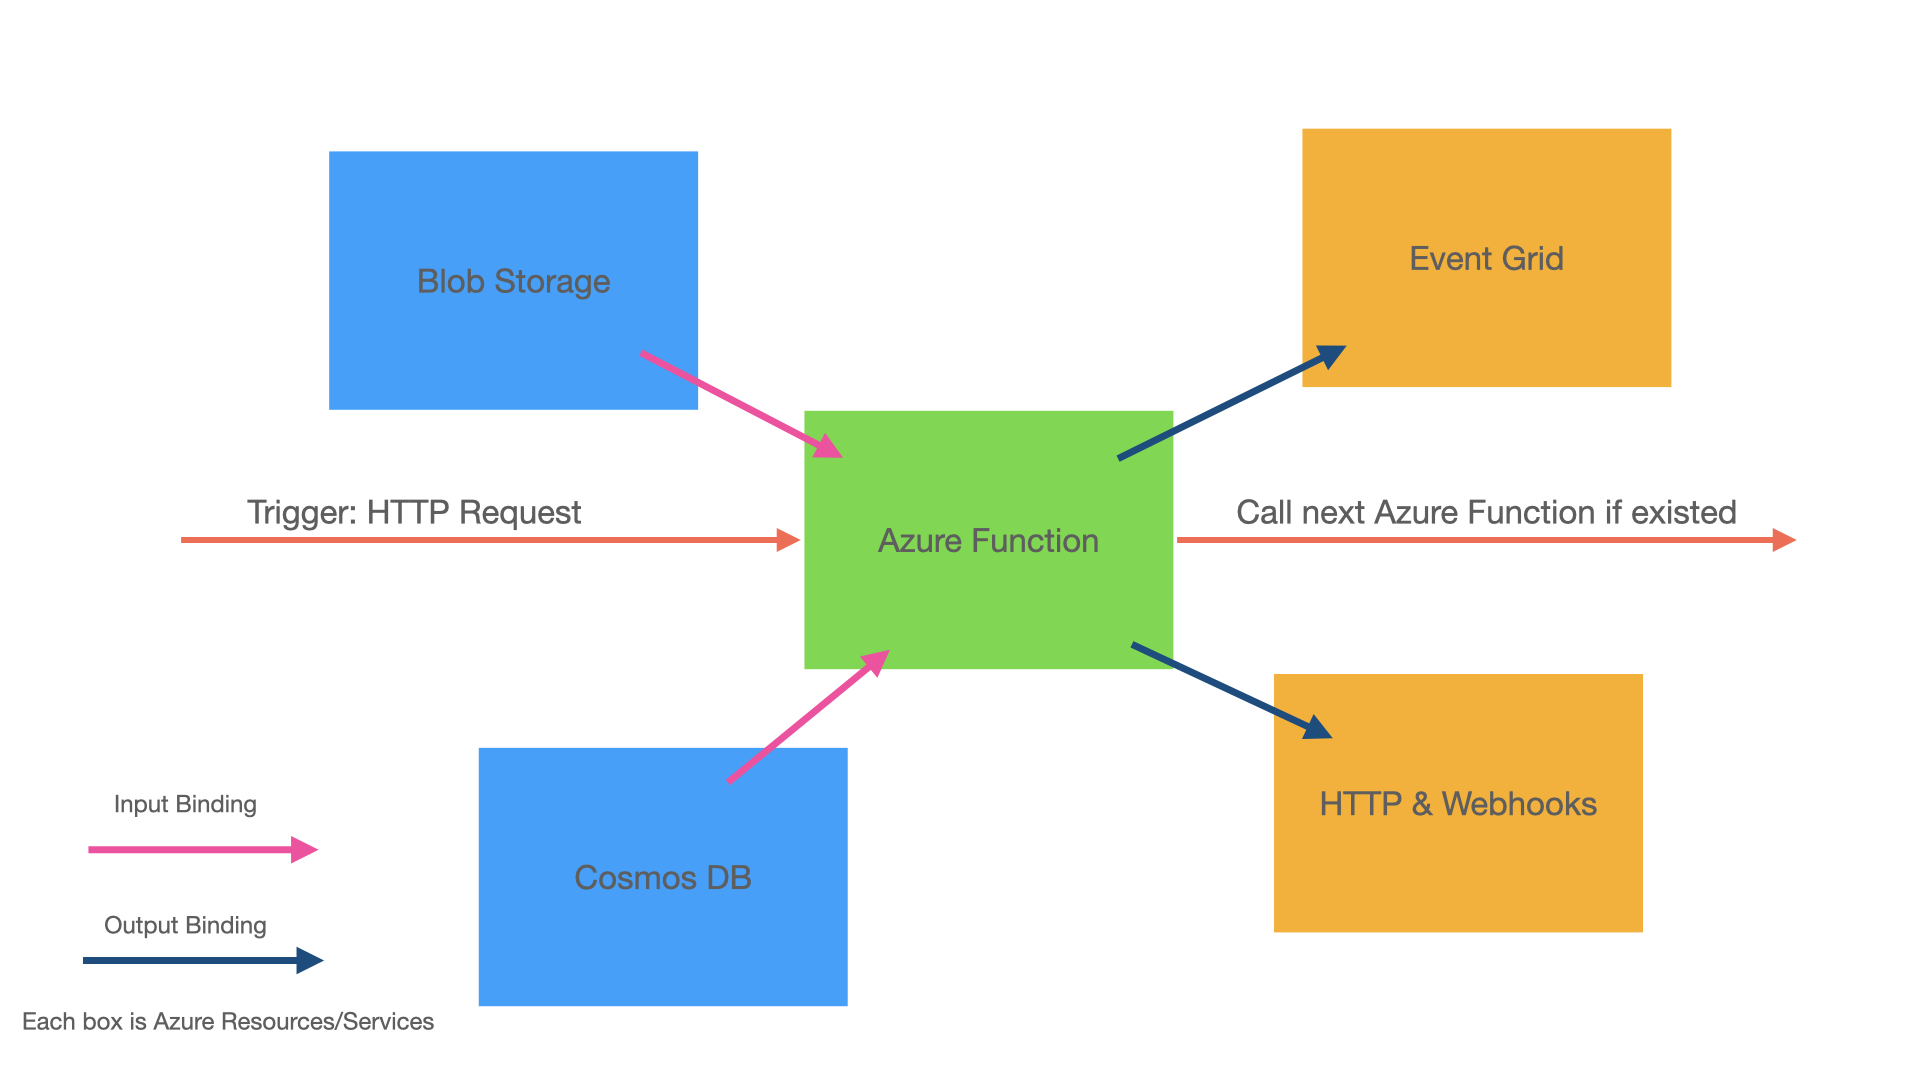 Blob Storage
Event Grid
Trigger: HTTP Request
Azure Function
Call next Azure Function if existed
Input Binding
HTTP & Webhooks
Cosmos DB
Output Binding
Each box is Azure Resources/Services